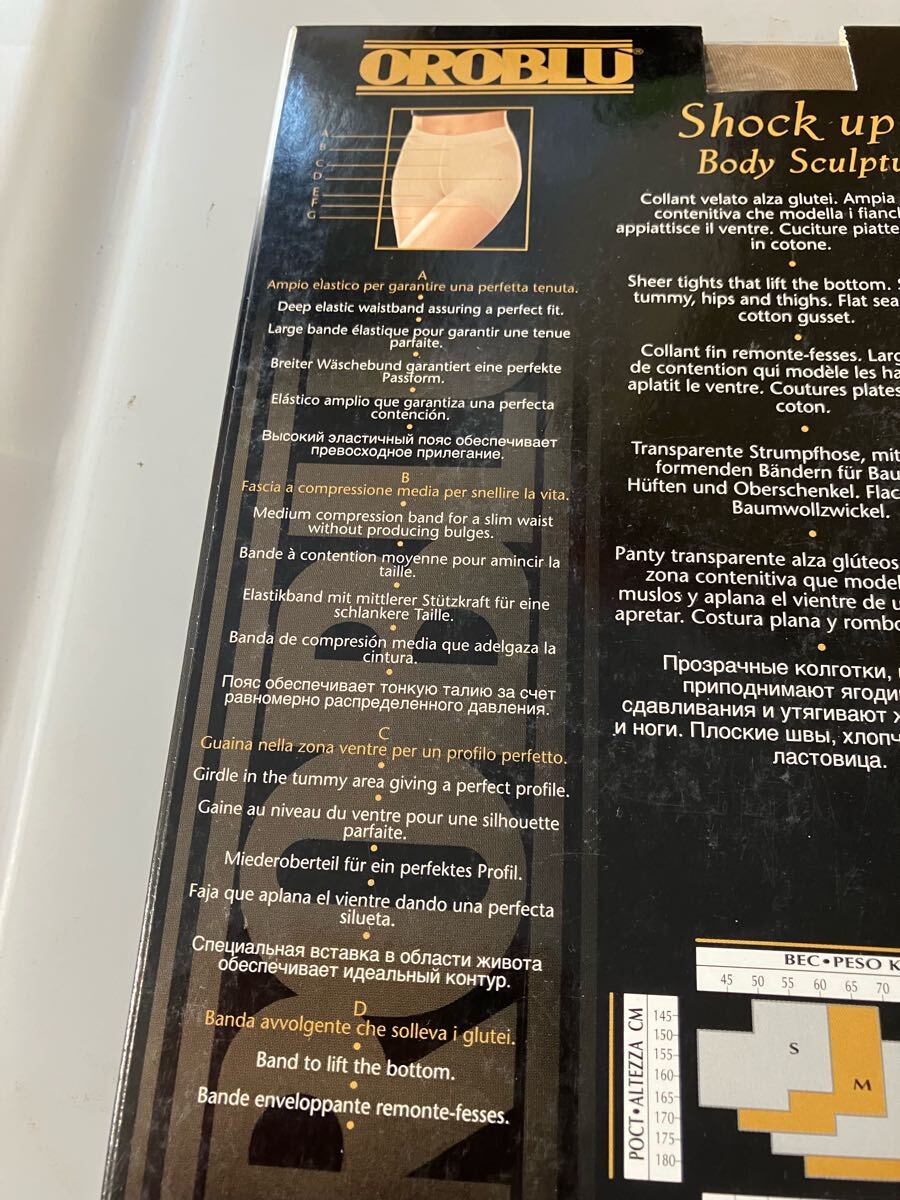 OROBLU®
A
B
C
D
E
F
G
A
Ampio elastico per garantire una perfetta tenuta.
Deep elastic waistband assuring a perfect fit.
Large bande élastique pour garantir une tenue
parfaite.
Breiter Wäschebund garantiert eine perfekte
Passform.
Elástico amplio que garantiza una perfecta
contención.
Высокий эластичный пояс обеспечивает
превосходное прилегание.
B
Fascia a compressione media per snellire la vita.
Medium compression band for a slim waist
without producing bulges.
Bande à contention moyenne pour amincir la
taille.
Elastikband mit mittlerer Stützkraft für eine
schlankere Taille.
Banda de compresión media que adelgaza la
cintura.
Пояс обеспечивает тонкую талию за счет
равномерно распределенного давления.
C
Guaina nella zona ventre per un profilo perfetto.
Girdle in the tummy area giving a perfect profile.
Gaine au niveau du ventre pour une silhouette
parfaite.
Miederoberteil für ein perfektes Profil.
Faja que aplana el vientre dando una perfecta
silueta.
Специальная вставка в области живота
обеспечивает идеальный контур.
D
Banda avvolgente che solleva i glutei.
Band to lift the bottom.
Bande enveloppante remonte-fesses.
Shock up
Body
Collant velato alza glutei. Ampia
contenitiva che modella i
appiattisce il ventre. Cuciture piatte
in cotone.
Sheer tights that lift the bottom.
tummy, hips and thighs. Flat
cotton gusset.
Collant fin remonte-fesses.
de contention qui modèle les
aplatit le ventre. Coutures plates
coton.
Transparente Strumpfhose, mit
formenden Bändern für
Hüften und Oberschenkel.
Baumwollzwickel.
Panty transparente alza glúteos
zona contenitiva que
muslos y aplana el vientre de
apretar. Costura plana y
Прозрачные колготки,
приподнимают
сдавливания и утягивают
и ноги. Плоские швы,
ластовица.
ВЕС•PESO
45 50 55 60 65 70
РОСТ•ALTEZZA CM
145
150
155
160
165
170
175
180
S
M